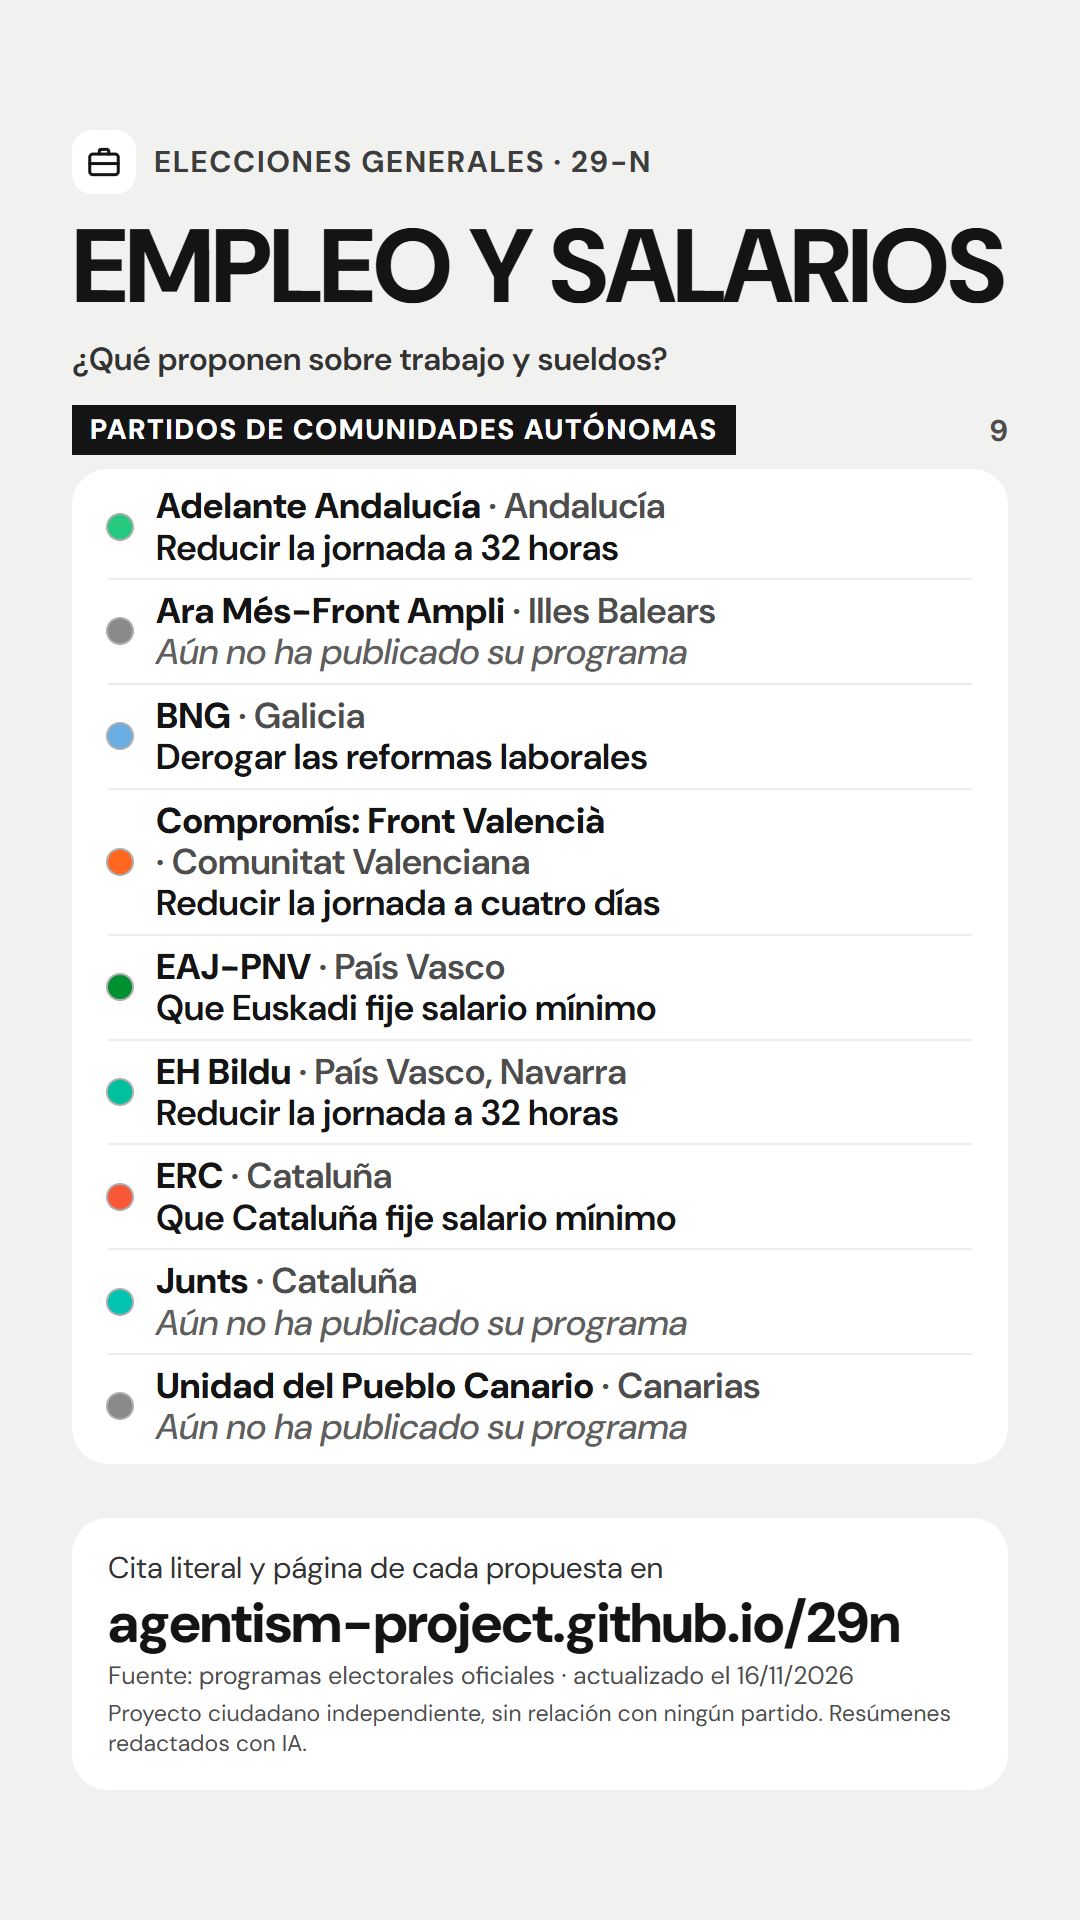 ELECCIONES GENERALES · 29-N
EMPLEO Y SALARIOS
¿Qué proponen sobre trabajo y sueldos?
PARTIDOS DE COMUNIDADES AUTÓNOMAS 9
Adelante Andalucía · Andalucía
Reducir la jornada a 32 horas
Ara Més-Front Ampli · Illes Balears
Aún no ha publicado su programa
BNG · Galicia
Derogar las reformas laborales
Compromís: Front Valencià
· Comunitat Valenciana
Reducir la jornada a cuatro días
EAJ-PNV · País Vasco
Que Euskadi fije salario mínimo
EH Bildu · País Vasco, Navarra
Reducir la jornada a 32 horas
ERC · Cataluña
Que Cataluña fije salario mínimo
Junts · Cataluña
Aún no ha publicado su programa
Unidad del Pueblo Canario · Canarias
Aún no ha publicado su programa
Cita literal y página de cada propuesta en
agentism-project.github.io/29n
Fuente: programas electorales oficiales · actualizado el 16/11/2026
Proyecto ciudadano independiente, sin relación con ningún partido. Resúmenes
redactados con IA.